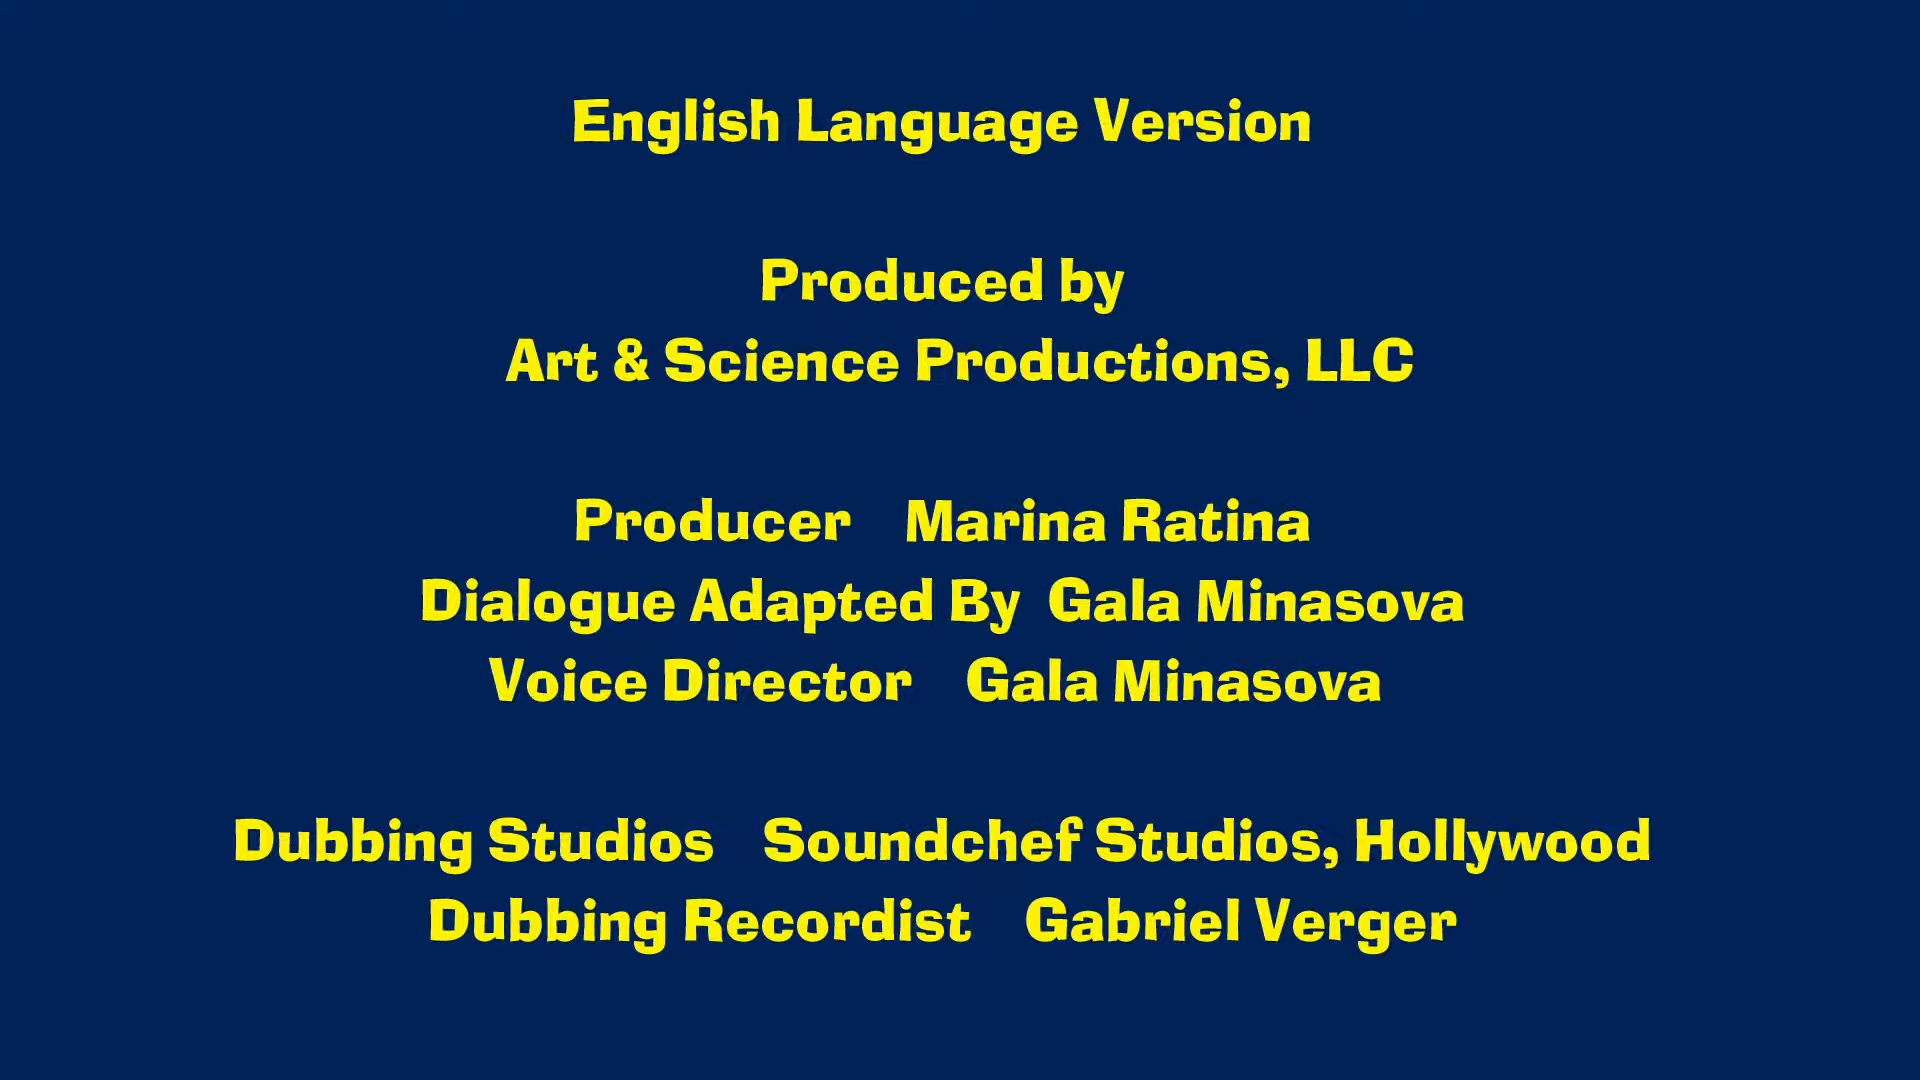 English Language Version
Produced by
Art & Science Productions, LLC
Producer Marina Ratina
Dialogue Adapted By Gala Minasova
Voice Director Gala Minasova
Dubbing Studios Soundchef Studios, Hollywood
Dubbing Recordist Gabriel Verger